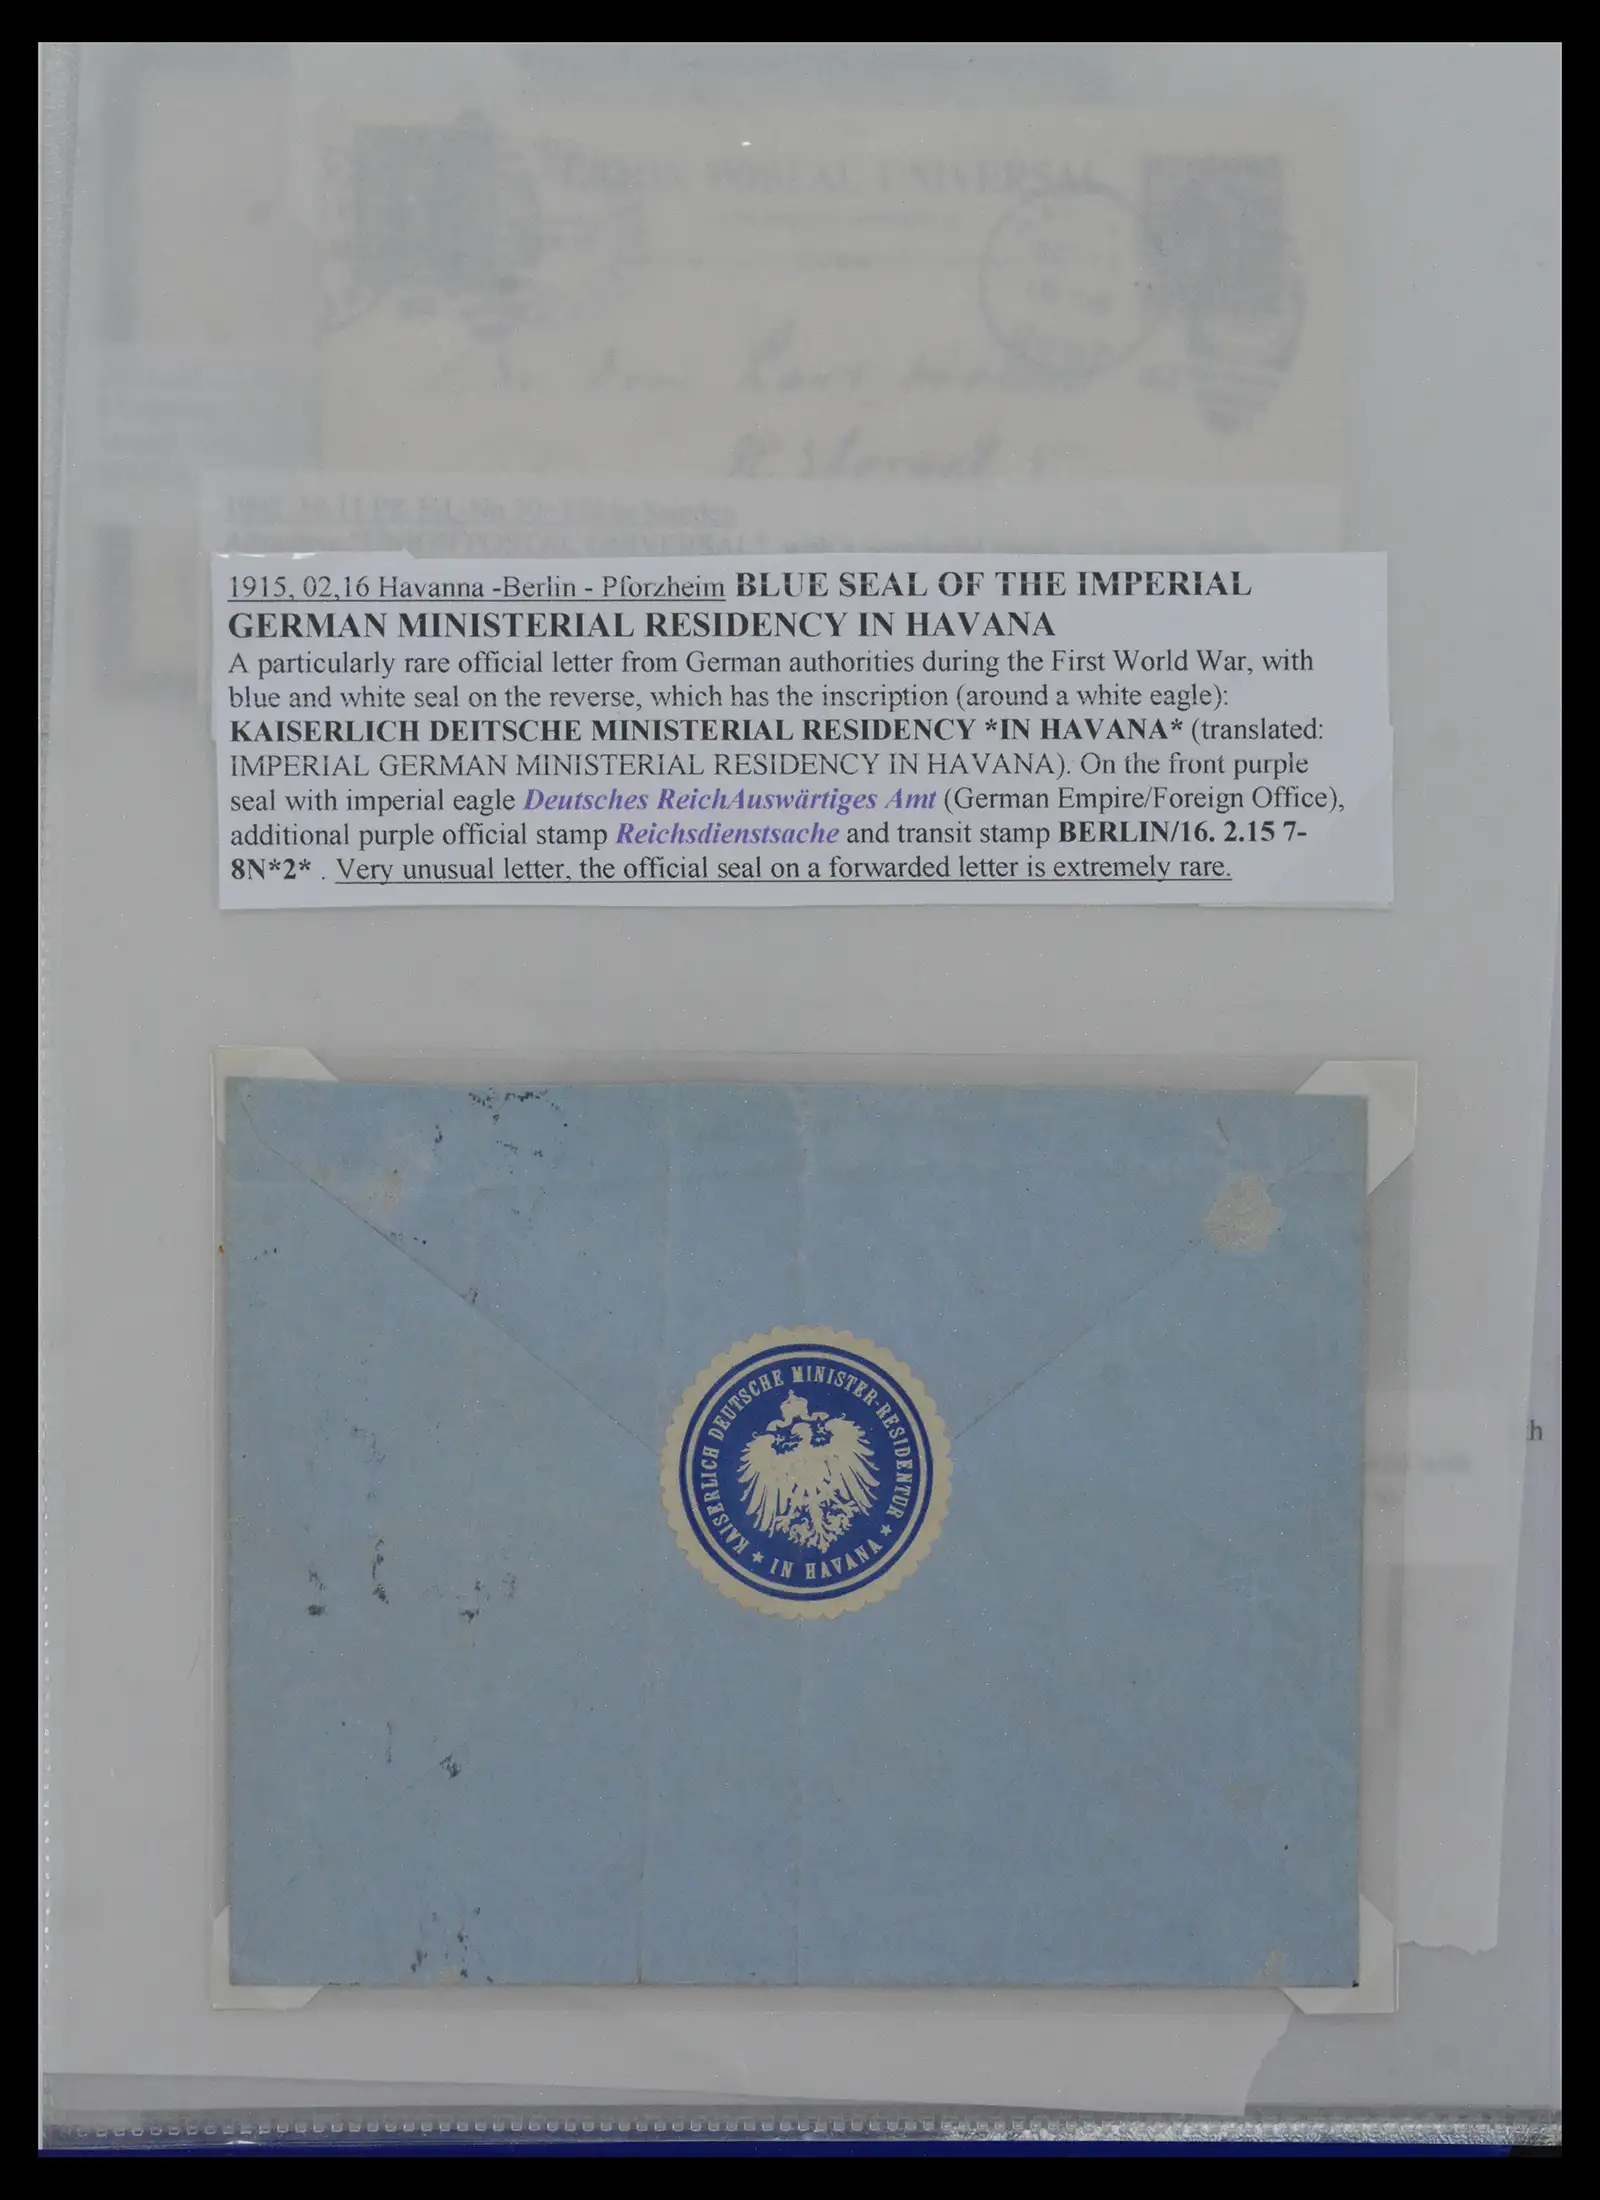 UNION POSTAL UNIVERSAL
1915, 02,16 Havanna -Berlin - Pforzheim BLUE SEAL OF THE IMPERIAL
GERMAN MINISTERIAL RESIDENCY IN HAVANA
A particularly rare official letter from German authorities during the First World War, with
blue and white seal on the reverse, which has the inscription (around a white eagle):
KAISERLICH DEITSCHE MINISTERIAL RESIDENCY *IN HAVANA* (translated:
IMPERIAL GERMAN MINISTERIAL RESIDENCY IN HAVANA). On the front purple
seal with imperial eagle Deutsches ReichAuswärtiges Amt (German Empire/Foreign Office),
additional purple official stamp Reichsdienstsache and transit stamp BERLIN/16. 2.15 7-
8N*2* . Very unusual letter, the official seal on a forwarded letter is extremely rare.
KAISERLICH DEUTSCHE MINISTER-RESIDENTUR
★ IN HAVANA ★